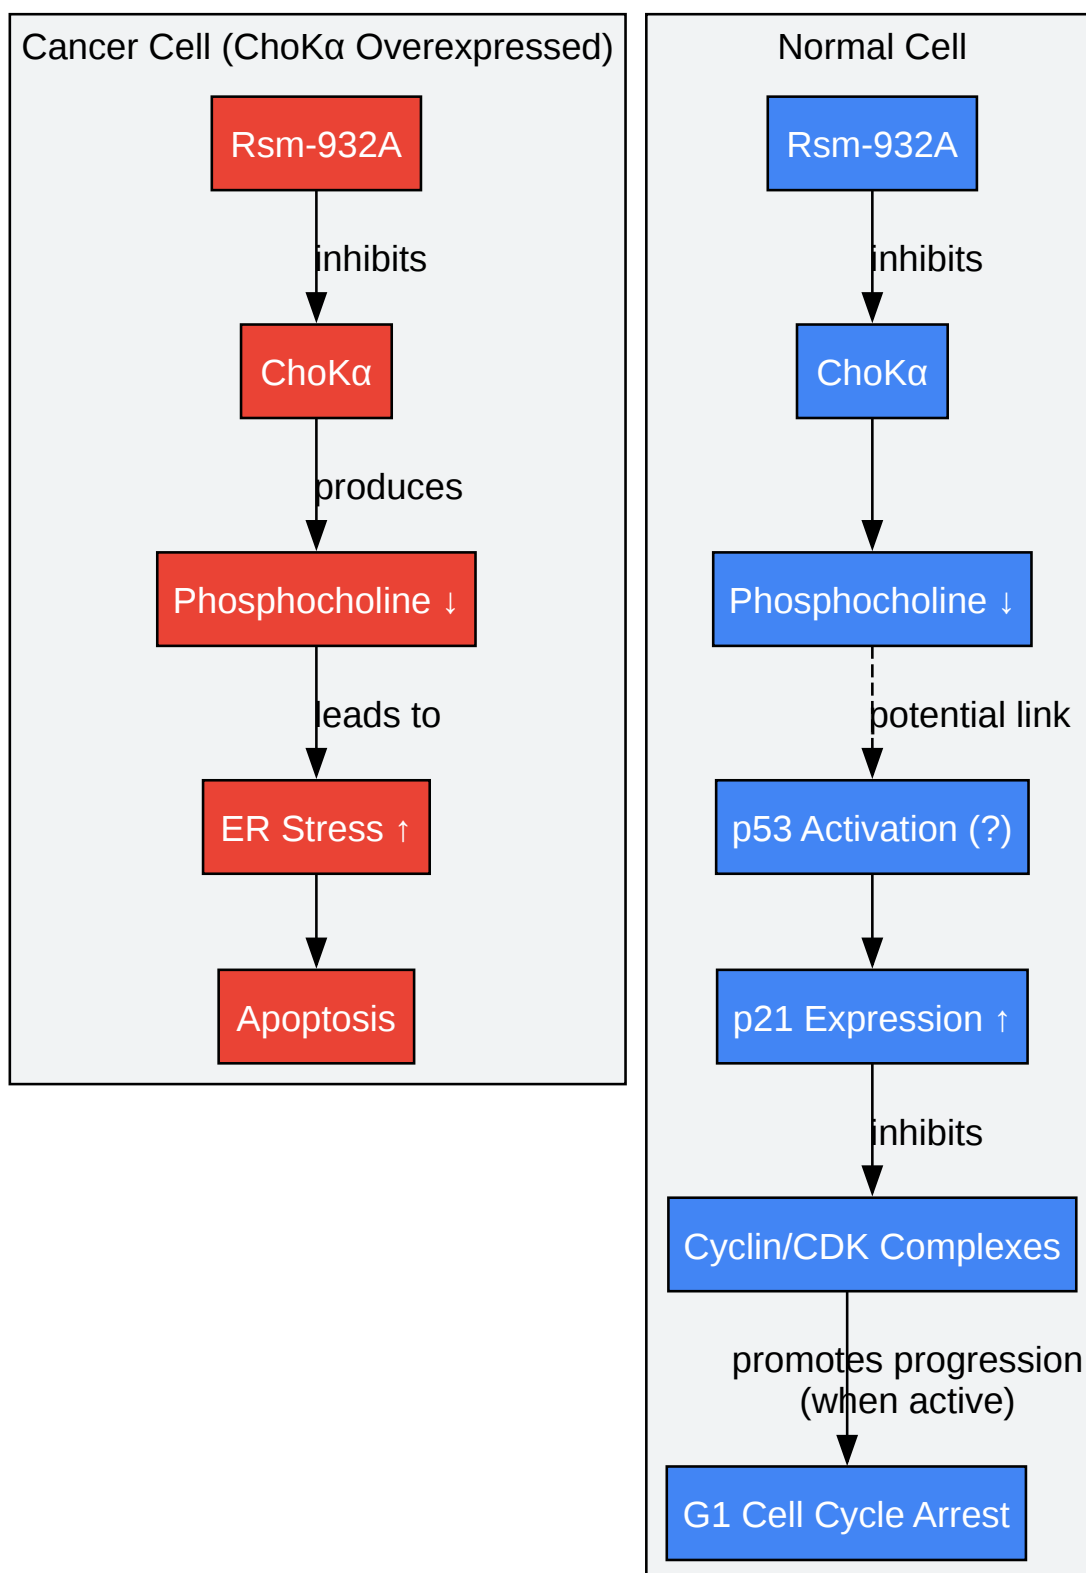 Cancer Cell (ChoKα Overexpressed)
Rsm-932A
inhibits
ChoKα
produces
Phosphocholine ↓
leads to
ER Stress ↑
Apoptosis
Normal Cell
Rsm-932A
inhibits
ChoKα
Phosphocholine ↓
potential link
p53 Activation (?)
p21 Expression ↑
inhibits
Cyclin/CDK Complexes
promotes progression
(when active)
G1 Cell Cycle Arrest